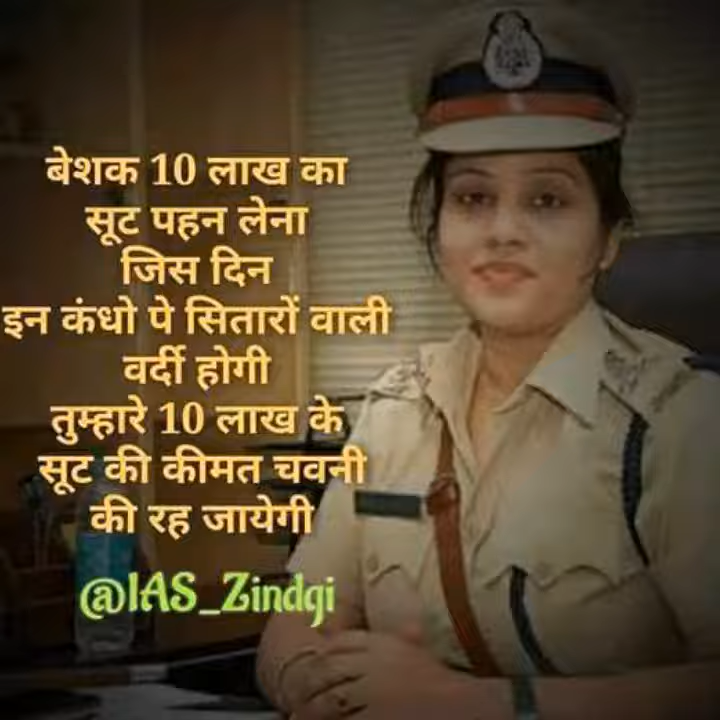 बेशक 10 लाख का
सूट पहन लेना
जिस दिन
इन कंधो पे सितारों वाली
वर्दी होगी
तुम्हारे 10 लाख के
सूट की कीमत चवनी
की रह जायेगी
@IAS_Zindgi